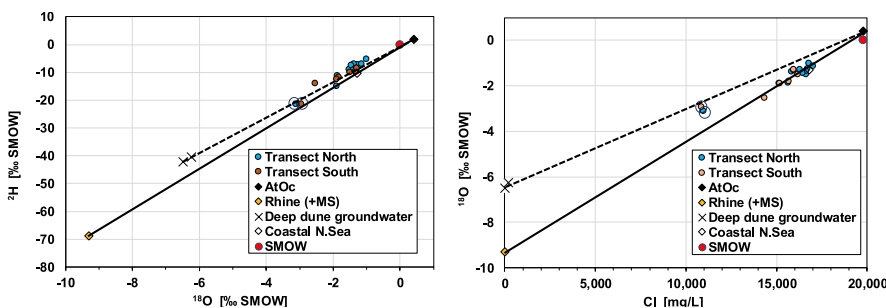 10
0
-10
-20
-30
-40
-50
-60
-70
-80
-10
-8
-6
-4
-2
0
²H [‰ SMOW]
¹⁸O [‰ SMOW]
Transect North
Transect South
AtOc
Rhine (+MS)
Deep dune groundwater
Coastal N.Sea
SMOW
0
-2
-4
-6
-8
-10
0
5,000
10,000
15,000
20,000
¹⁸O [‰ SMOW]
Cl [mg/L]
Transect North
Transect South
AtOc
Rhine (+MS)
Deep dune groundwater
Coastal N.Sea
SMOW